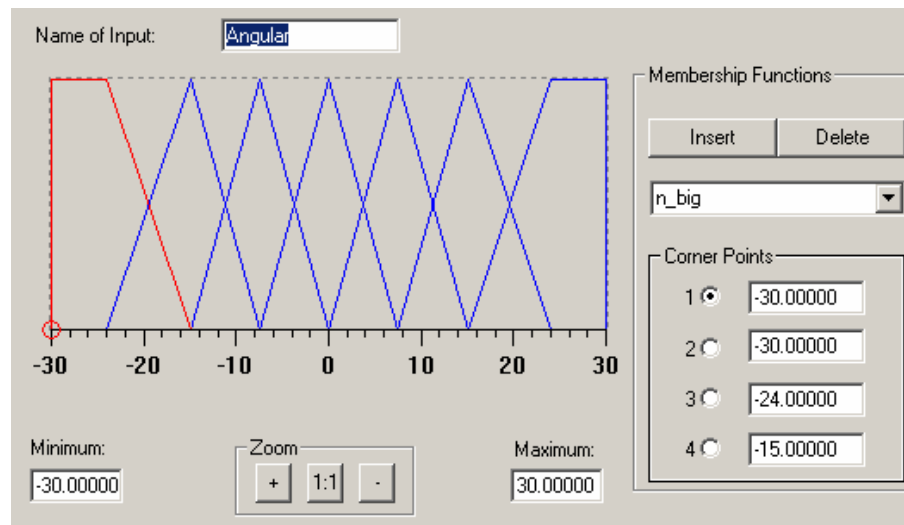 Name of Input: Angular
Membership Functions
Insert Delete
n_big
Corner Points
1 -30.00000
2 -30.00000
3 -24.00000
4 -15.00000
-30 -20 -10 0 10 20 30
Minimum: Zoom Maximum:
-30.00000 + 1:1 - 30.00000